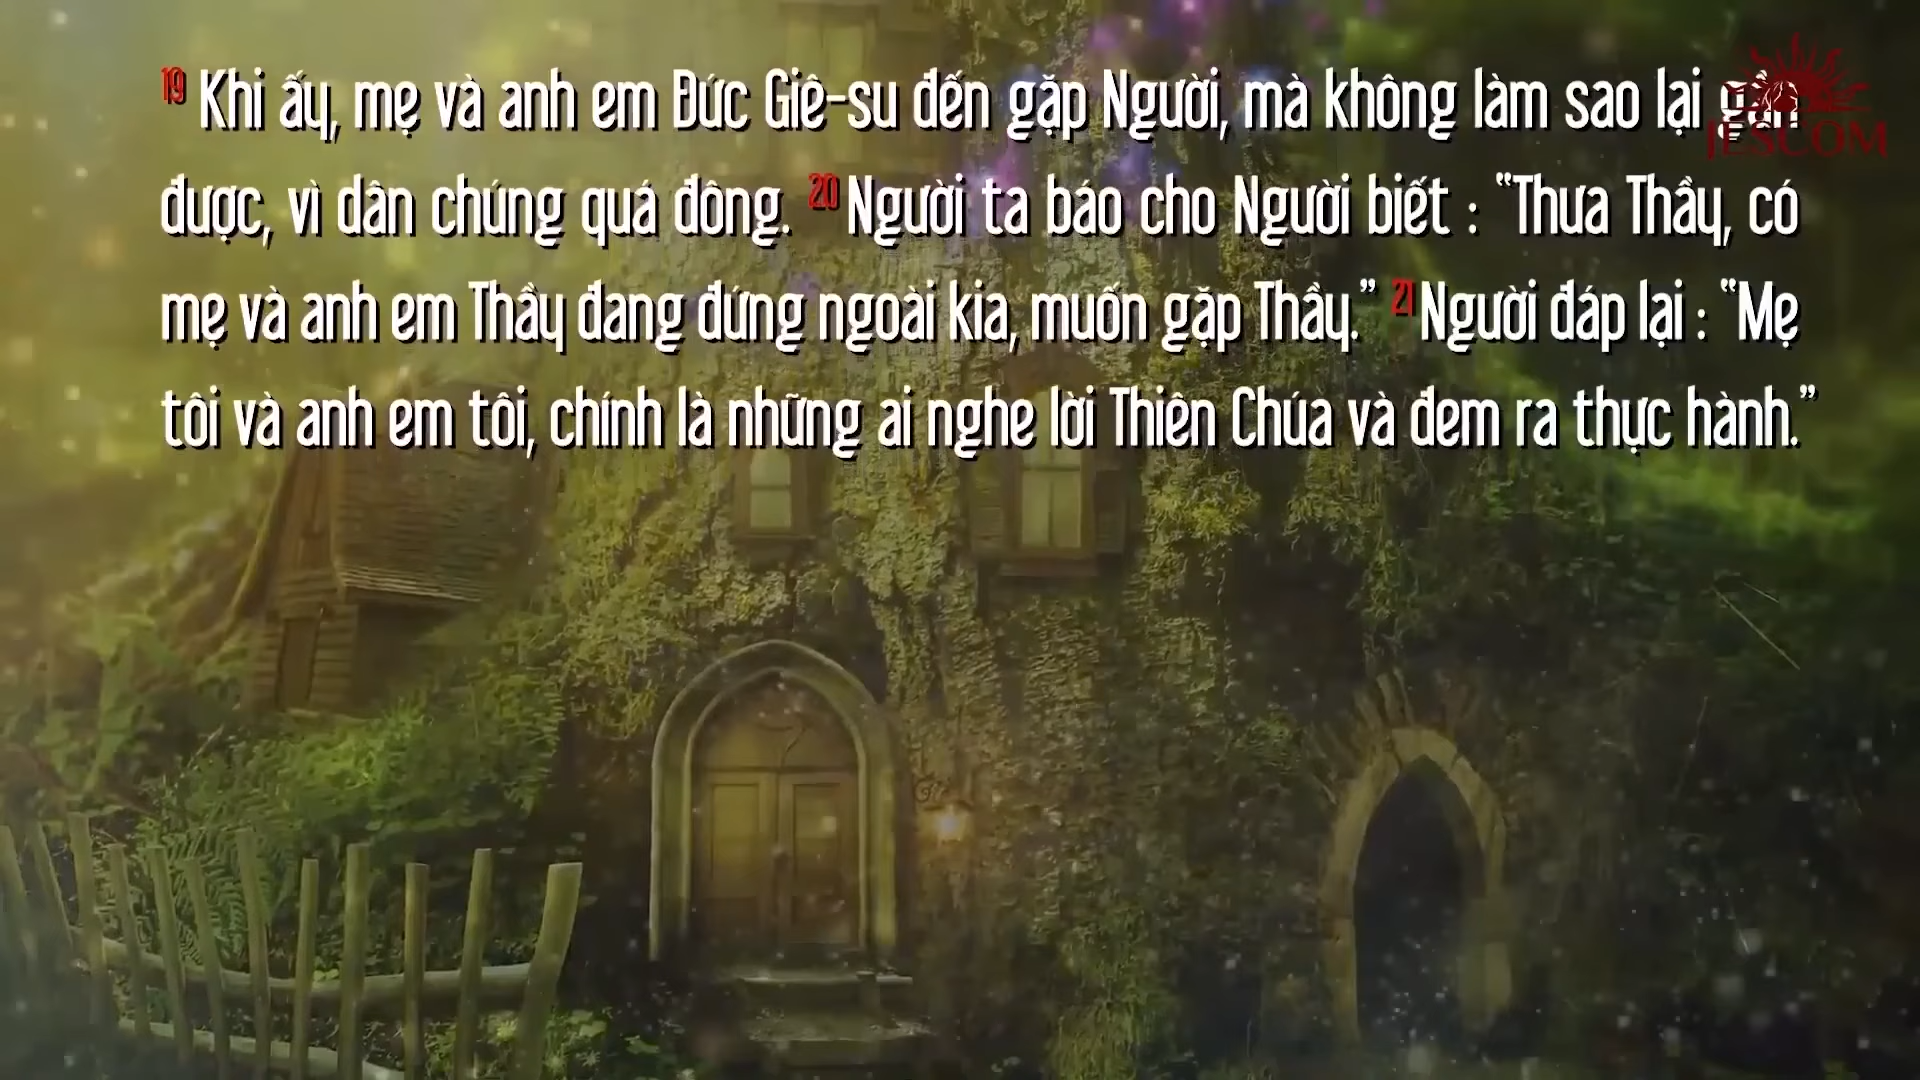 19 Khi ấy, mẹ và anh em Đức Giê-su đến gặp Người, mà không làm sao lại gần
được, vì dân chúng quá đông. 20 Người ta báo cho Người biết : “Thưa Thầy, có
mẹ và anh em Thầy đang đứng ngoài kia, muốn gặp Thầy.” 21 Người đáp lại : “Mẹ
tôi và anh em tôi, chính là những ai nghe lời Thiên Chúa và đem ra thực hành.”
JESCOM